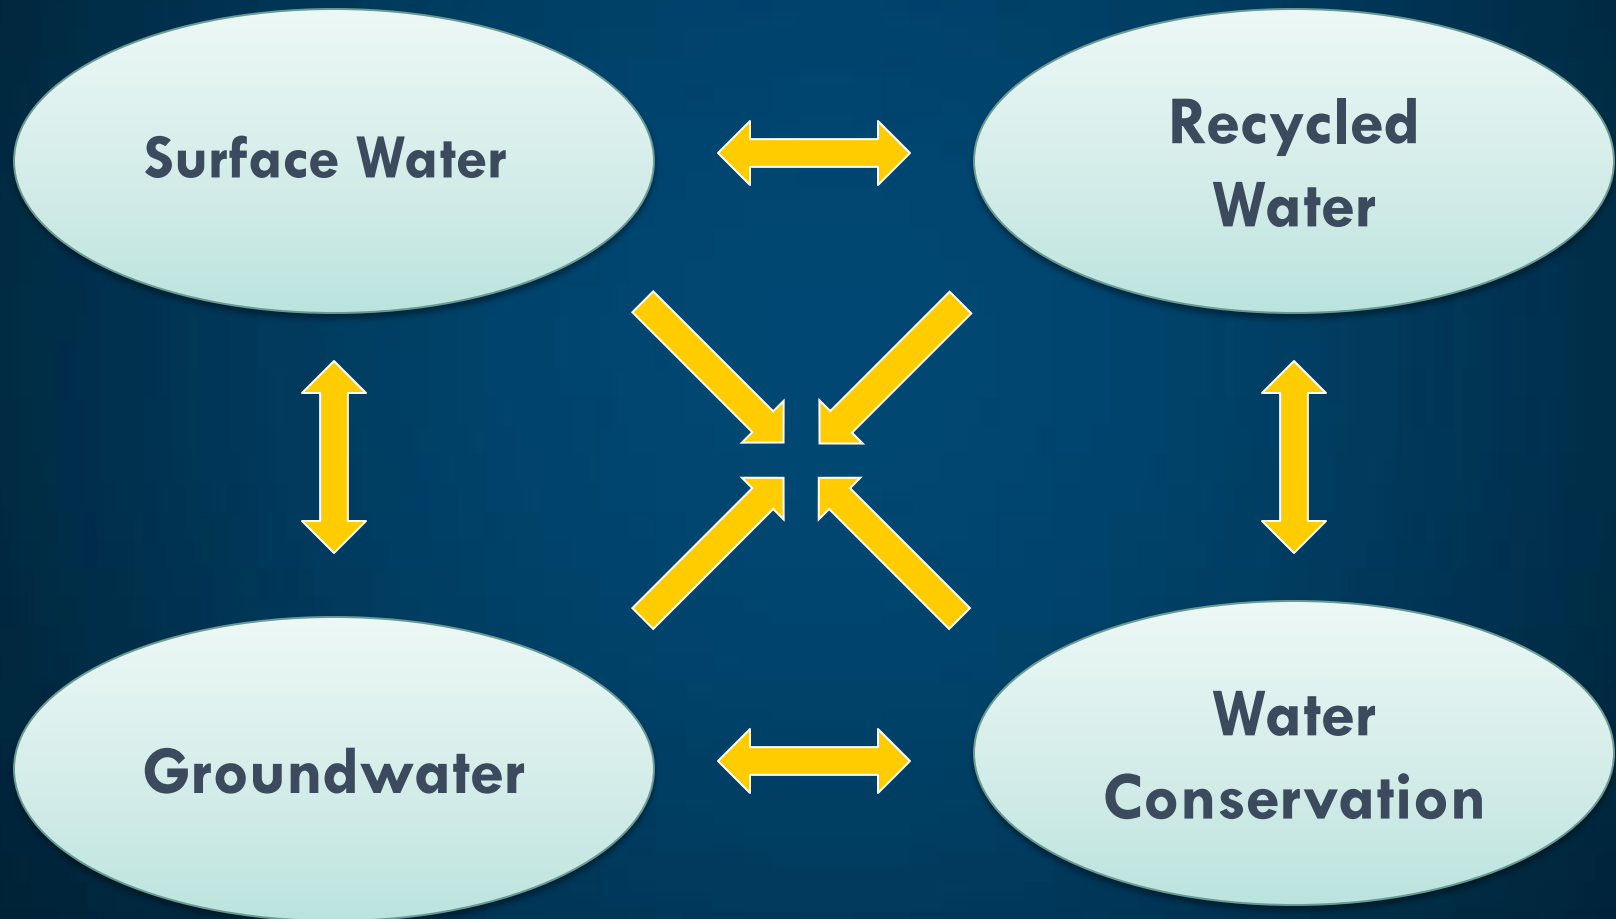 Surface Water
Recycled
Water
Groundwater
Water
Conservation